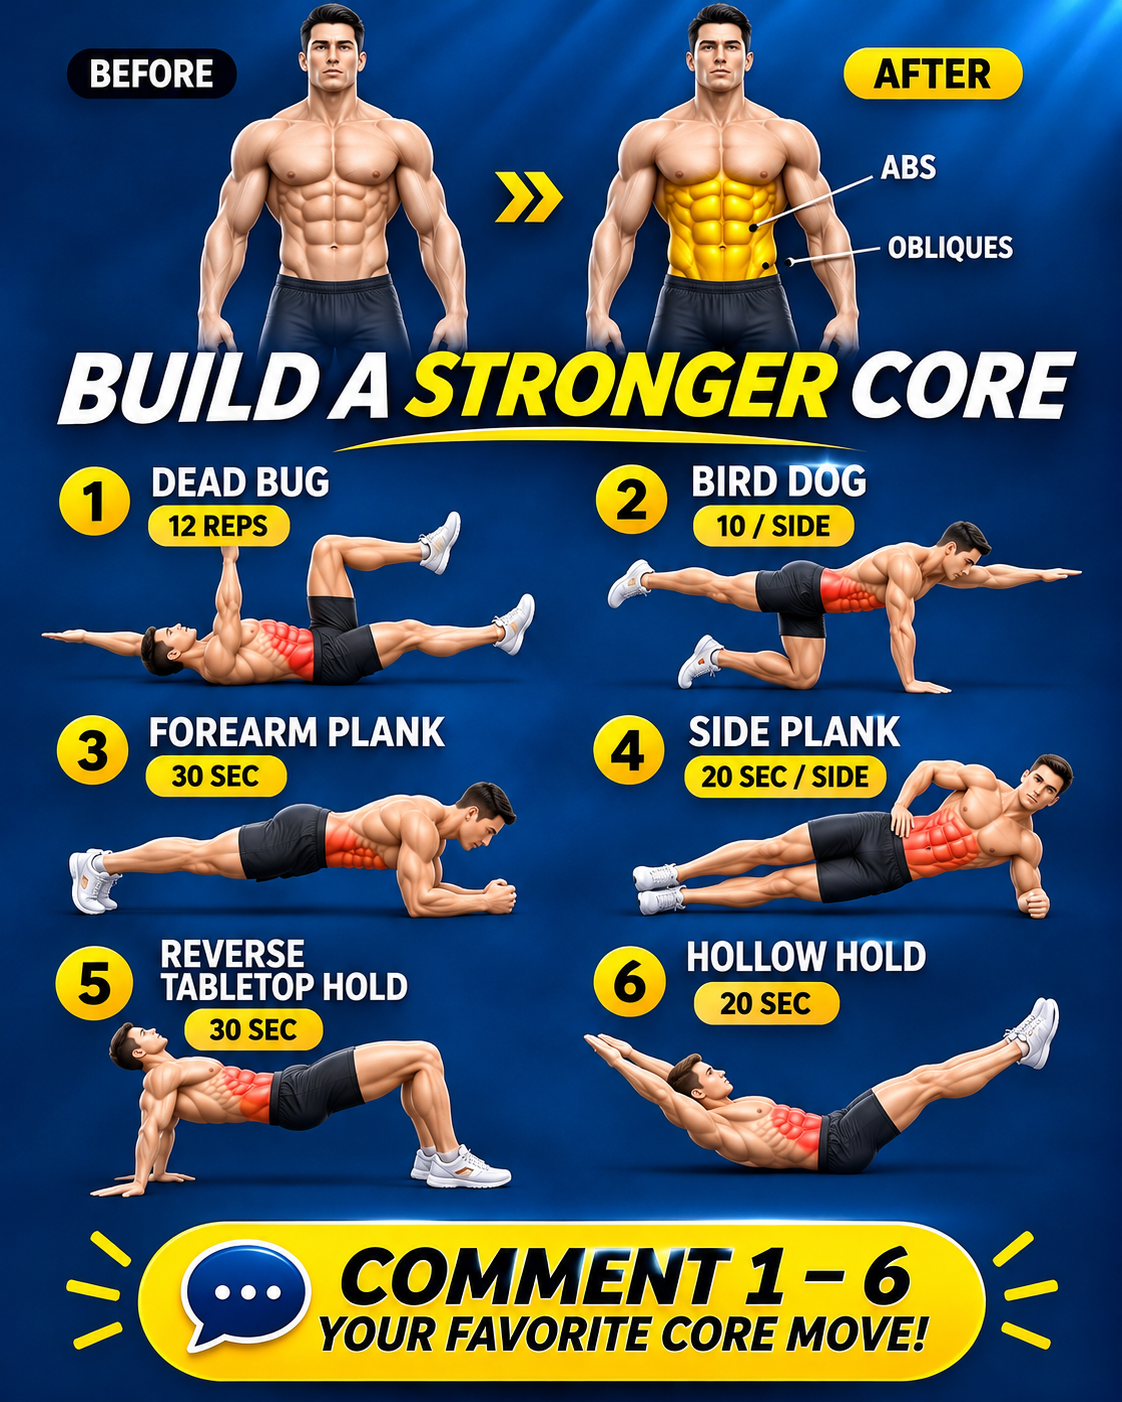 BEFORE
AFTER
ABS
OBLIQUES
BUILD A STRONGER CORE
1
DEAD BUG
12 REPS
2
BIRD DOG
10 / SIDE
3
FOREARM PLANK
30 SEC
4
SIDE PLANK
20 SEC / SIDE
5
REVERSE
TABLETOP HOLD
30 SEC
6
HOLLOW HOLD
20 SEC
COMMENT 1 – 6
YOUR FAVORITE CORE MOVE!